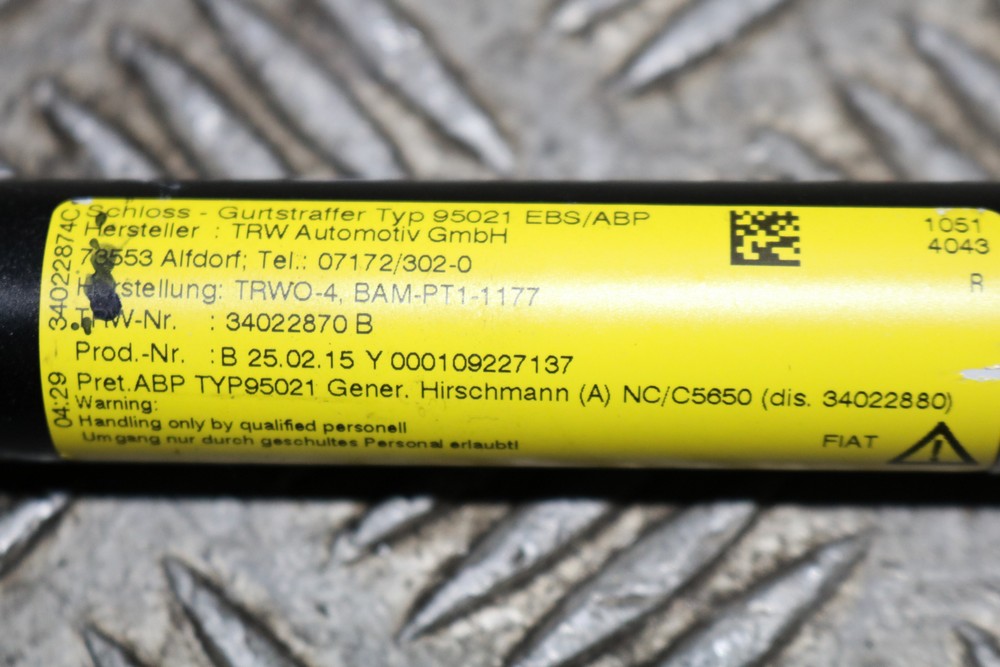 Schloss - Gurtstraffer Typ 95021 EBS/ABP
Hersteller : TRW Automotiv GmbH
73553 Alfdorf; Tel.: 07172/302-0
Herstellung: TRWO-4, BAM-PT1-1177
TRW-Nr. : 34022870 B
Prod.-Nr. : B 25.02.15 Y 000109227137
Pret.ABP TYP95021 Gener. Hirschmann (A) NC/C5650 (dis. 34022880)
Warning:
Handling only by qualified personell
Umgang nur durch geschultes Personal erlaubt!
04:29 34022874C
1051
4043
R
FIAT